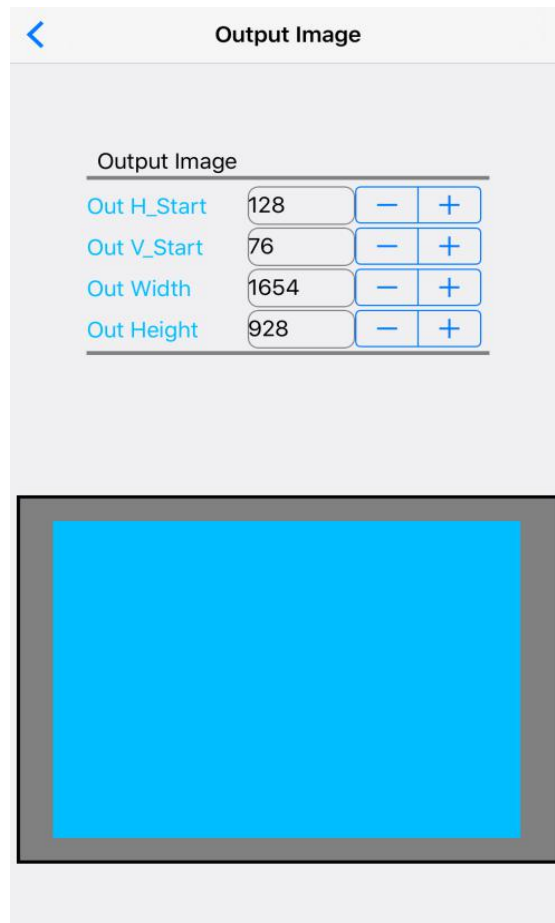 Output Image
Output Image
Out H_Start 128 − +
Out V_Start 76 − +
Out Width 1654 − +
Out Height 928 − +